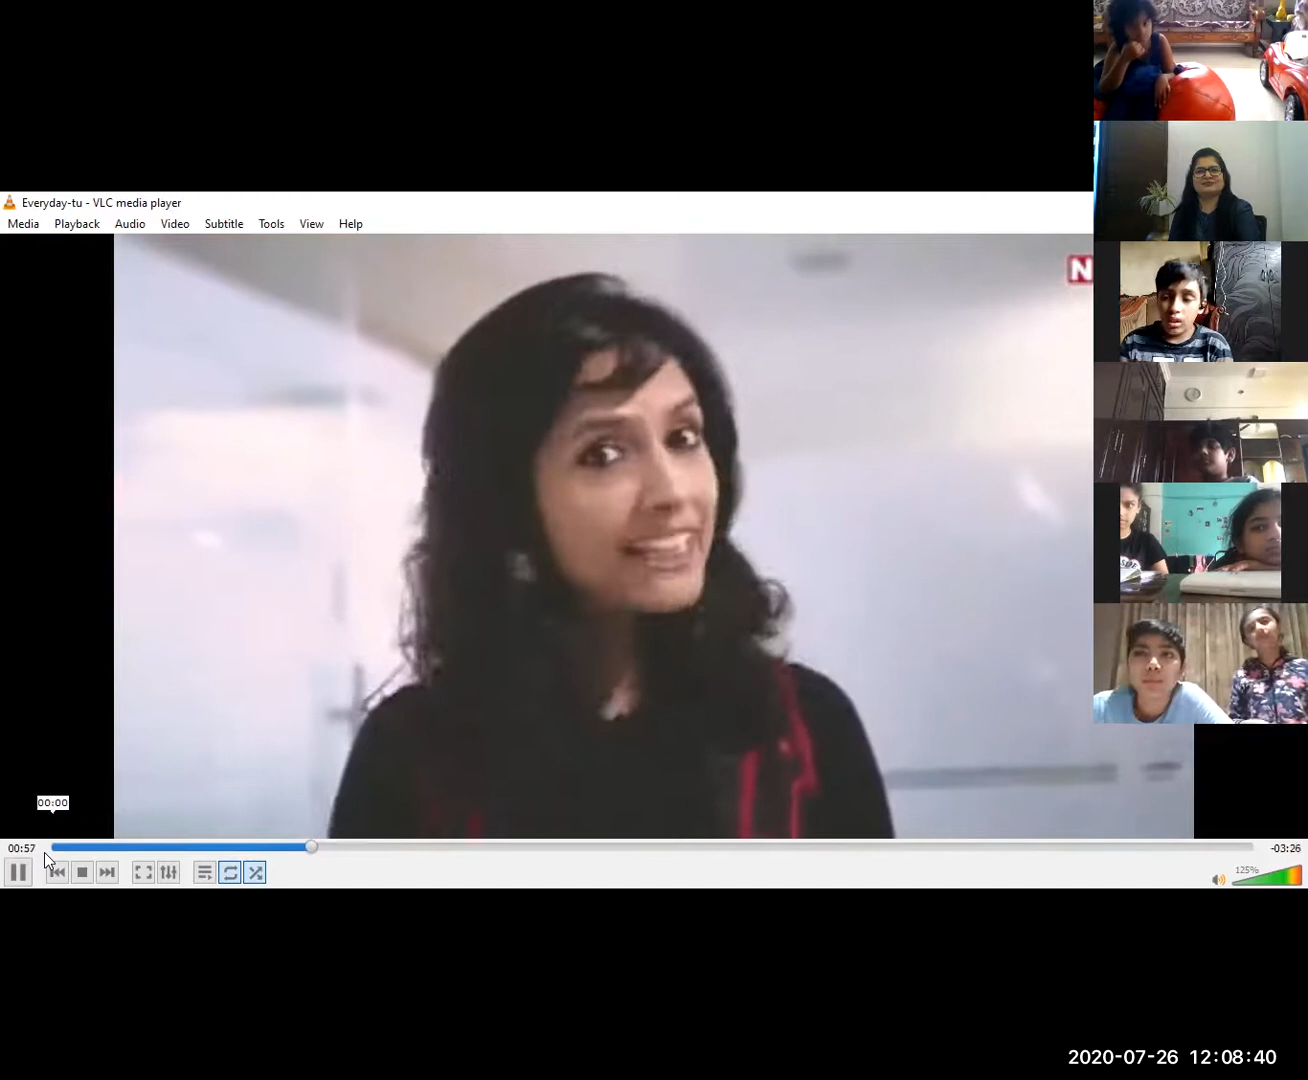 Everyday-tu - VLC media player
Media Playback Audio Video Subtitle Tools View Help
N
00:00
00:57
-03:26
125%
2020-07-26 12:08:40